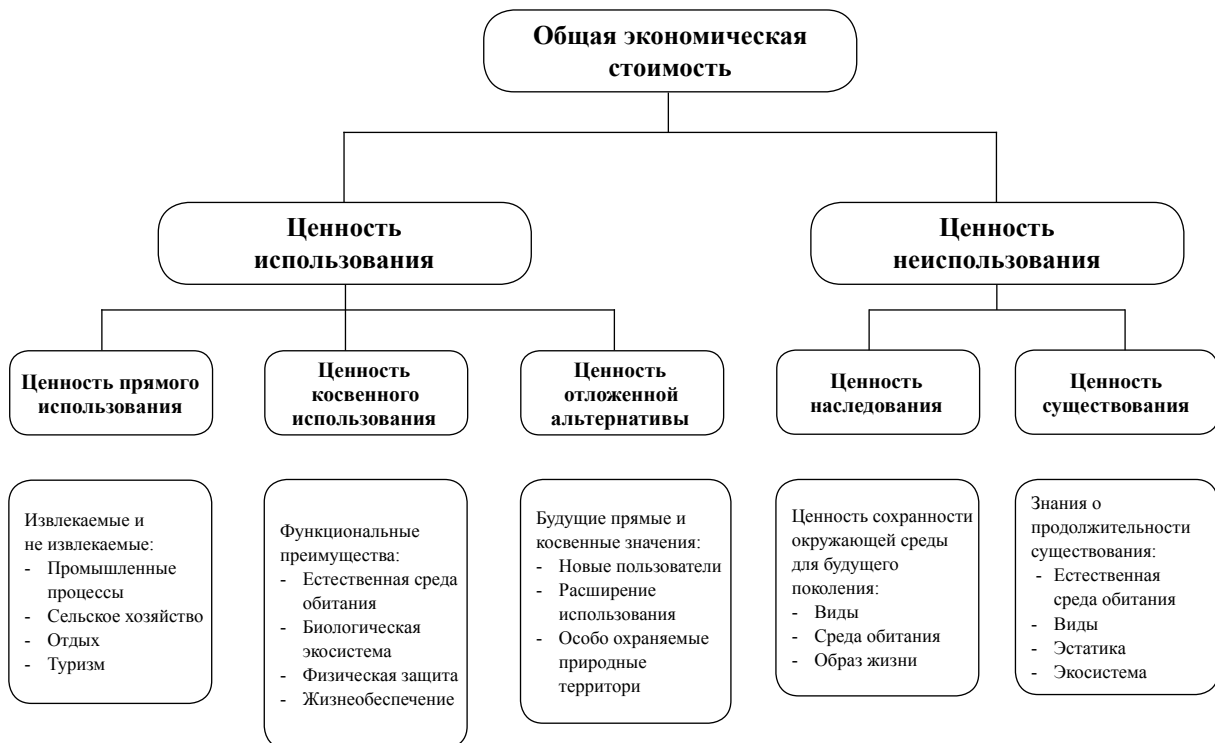 Общая экономическая
стоимость
Ценность
использования
Ценность
неиспользования
Ценность прямого
использования
Ценность
косвенного
использования
Ценность
отложенной
альтернативы
Ценность
наследования
Ценность
существования
Извлекаемые и
не извлекаемые:
- Промышленные
процессы
- Сельское хозяйство
- Отдых
- Туризм
Функциональные
преимущества:
- Естественная среда
обитания
- Биологическая
экосистема
- Физическая защита
- Жизнеобеспечение
Будущие прямые и
косвенные значения:
- Новые пользователи
- Расширение
использования
- Особо охраняемые
природные
территори
Ценность сохранности
окружающей среды
для будущего
поколения:
- Виды
- Среда обитания
- Образ жизни
Знания о
продолжительности
существования:
- Естественная
среда обитания
- Виды
- Эстатика
- Экосистема